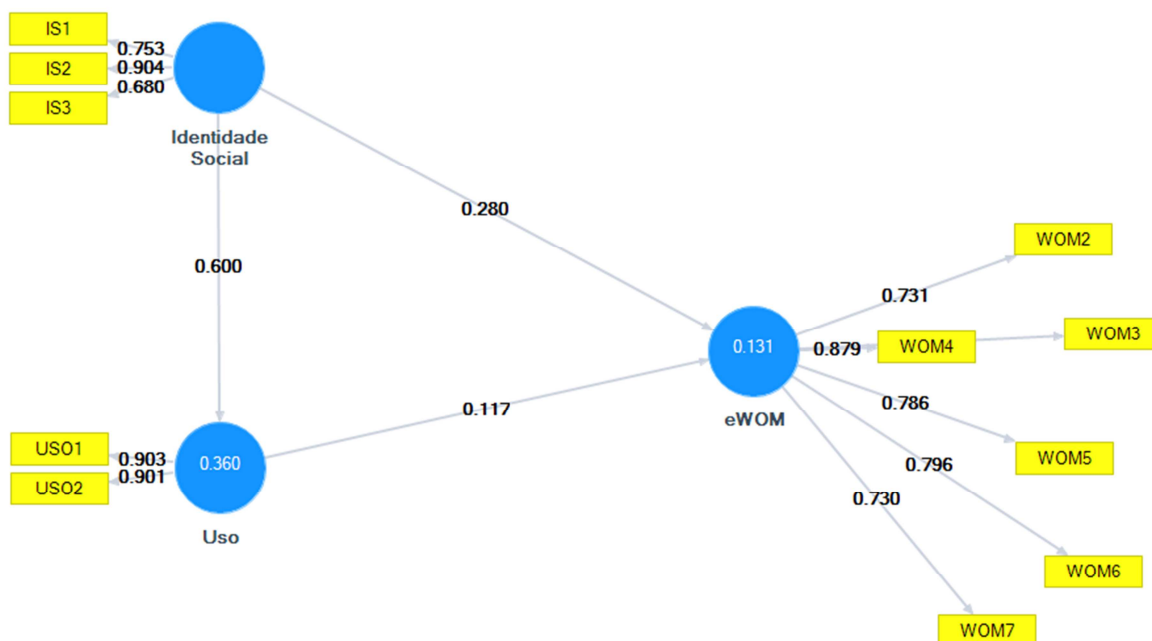 IS1
0.753
IS2
0.904
IS3
0.680
Identidade
Social
0.280
0.600
WOM2
0.731
WOM3
0.131
0.879
WOM4
eWOM
0.786
0.117
WOM5
USO1
0.903
0.360
0.796
USO2
0.901
0.730
Uso
WOM6
WOM7